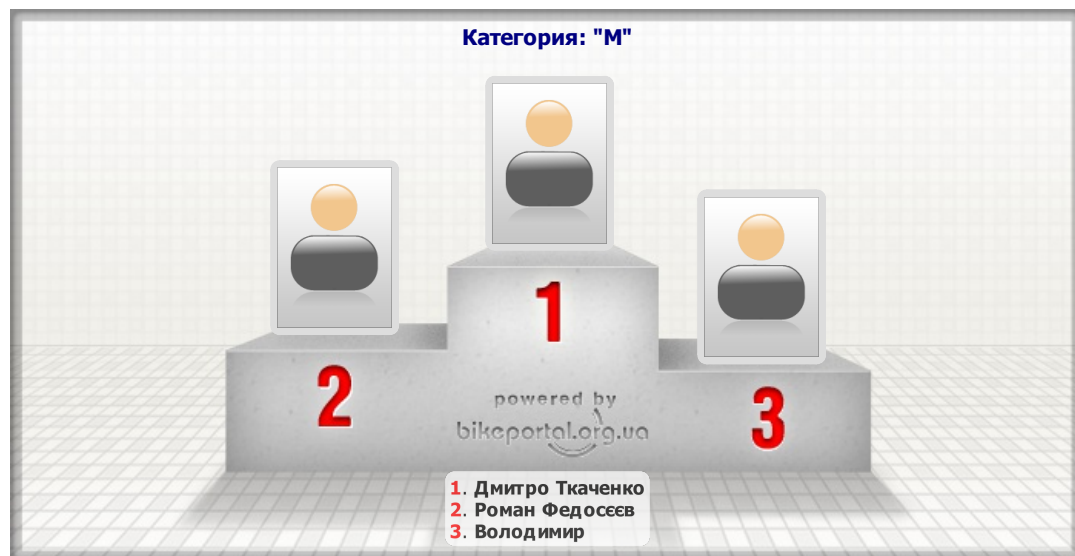 Категория: "М"
1
2
3
powered by
bikeportal.org.ua
1. Дмитро Ткаченко
2. Роман Федосєєв
3. Володимир